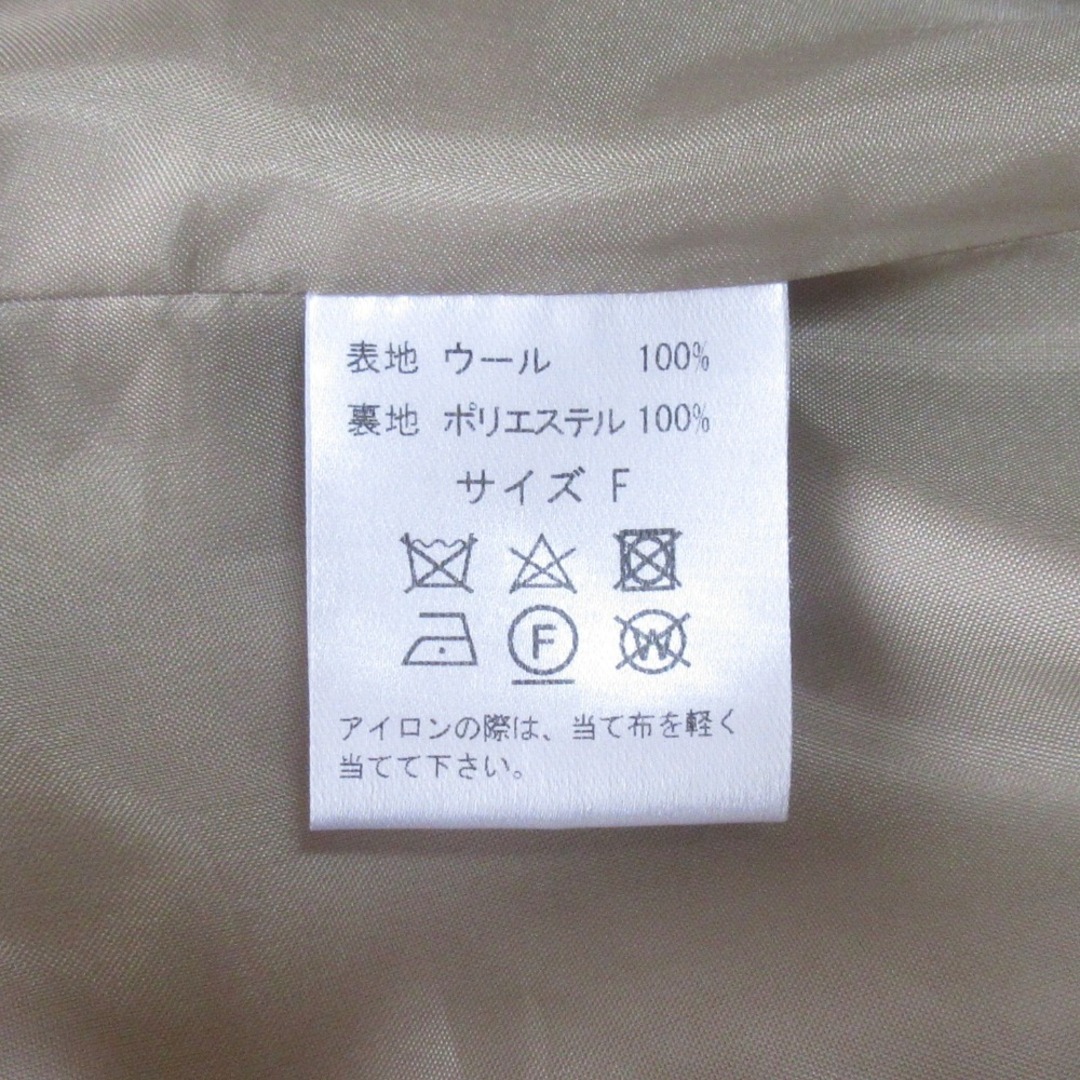 表地 ウール 100%
裏地 ポリエステル 100%
サイズ F
F W
アイロンの際は、当て布を軽く
当てて下さい。